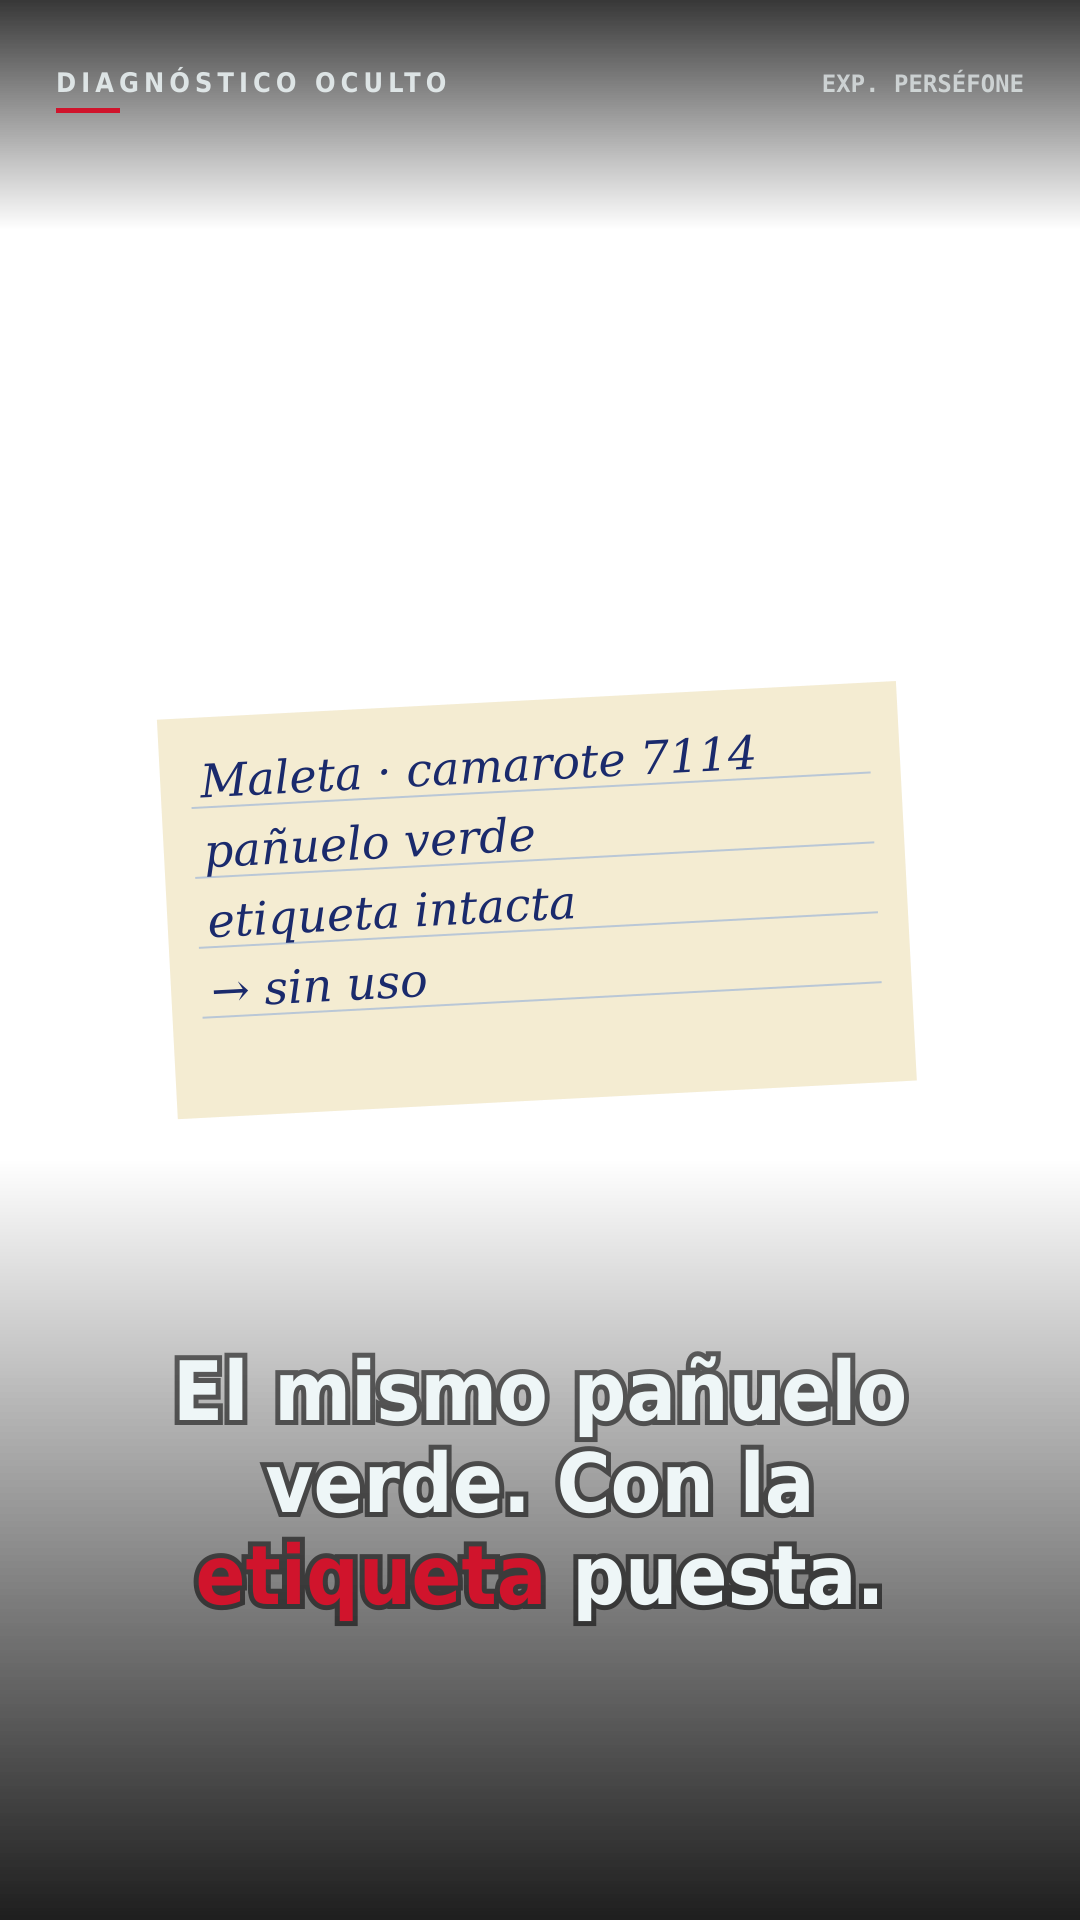 DIAGNÓSTICO OCULTO
EXP. PERSÉFONE
Maleta · camarote 7114
pañuelo verde
etiqueta intacta
→ sin uso
El mismo pañuelo
verde. Con la
etiqueta puesta.